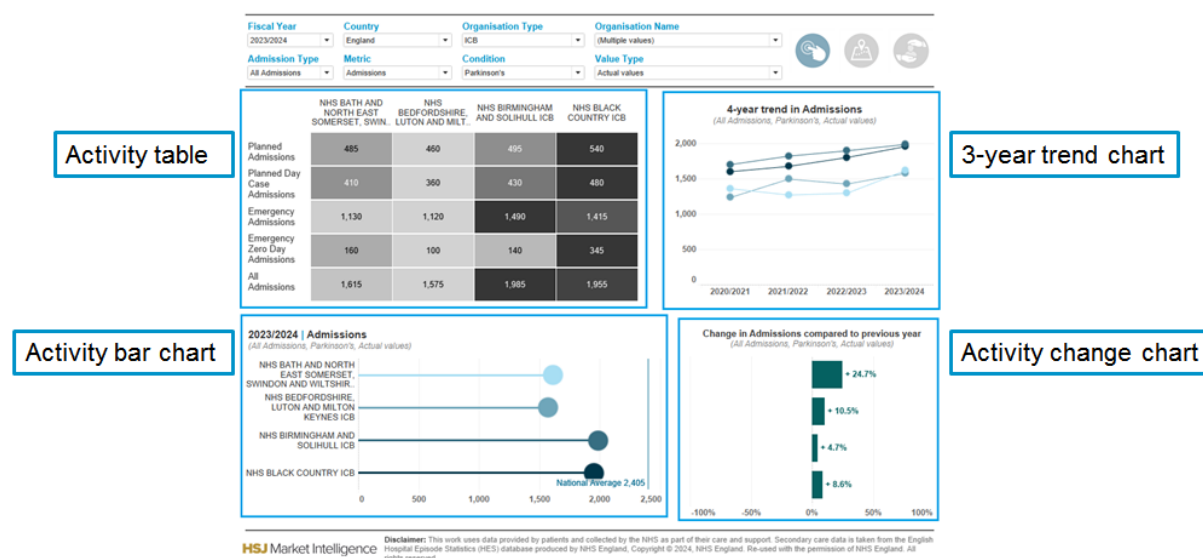 Fiscal Year Country Organisation Type Organisation Name
2023/2024 England ICB (Multiple values)
Admission Type Metric Condition Value Type
All Admissions Admissions Parkinson's Actual values
Activity table
NHS BATH AND NORTH EAST SOMERSET, SWIN..
NHS BEDFORDSHIRE, LUTON AND MILT..
NHS BIRMINGHAM AND SOLIHULL ICB
NHS BLACK COUNTRY ICB
Planned Admissions 485 460 495 540
Planned Day Case Admissions 410 360 430 480
Emergency Admissions 1,130 1,120 1,490 1,415
Emergency Zero Day Admissions 160 100 140 345
All Admissions 1,615 1,575 1,985 1,955
3-year trend chart
4-year trend in Admissions
(All Admissions, Parkinson's, Actual values)
2,000
1,500
1,000
500
0
2020/2021 2021/2022 2022/2023 2023/2024
Activity bar chart
2023/2024 | Admissions
(All Admissions, Parkinson's, Actual values)
NHS BATH AND NORTH
EAST SOMERSET,
SWINDON AND WILTSHIR..
NHS BEDFORDSHIRE,
LUTON AND MILTON
KEYNES ICB
NHS BIRMINGHAM AND
SOLIHULL ICB
NHS BLACK COUNTRY ICB
National Average 2,405
0 500 1,000 1,500 2,000 2,500
Activity change chart
Change in Admissions compared to previous year
(All Admissions, Parkinson's, Actual values)
+ 24.7%
+ 10.5%
+ 4.7%
+ 8.6%
-100% -50% 0% 50% 100%
HSJ Market Intelligence
Disclaimer: This work uses data provided by patients and collected by the NHS as part of their care and support. Secondary care data is taken from the English
Hospital Episode Statistics (HES) database produced by NHS England, Copyright © 2024, NHS England. Re-used with the permission of NHS England. All
rights reserved